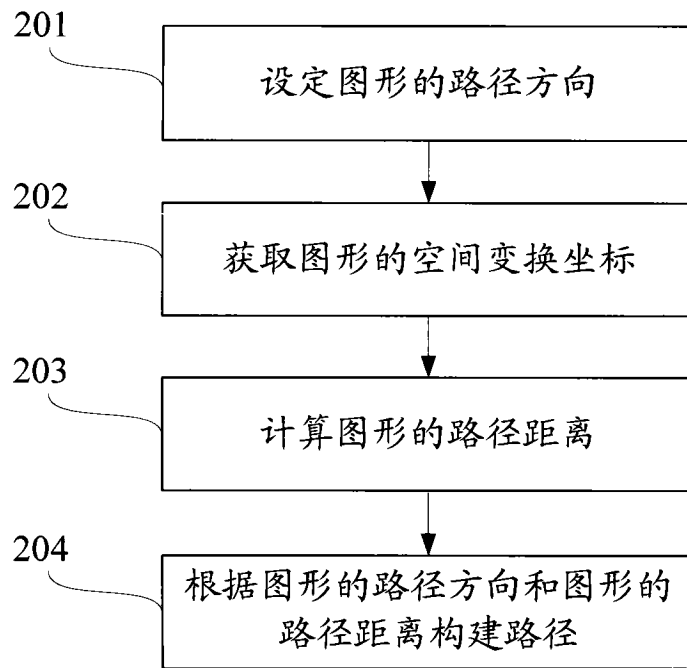 201
设定图形的路径方向
202
获取图形的空间变换坐标
203
计算图形的路径距离
204
根据图形的路径方向和图形的
路径距离构建路径